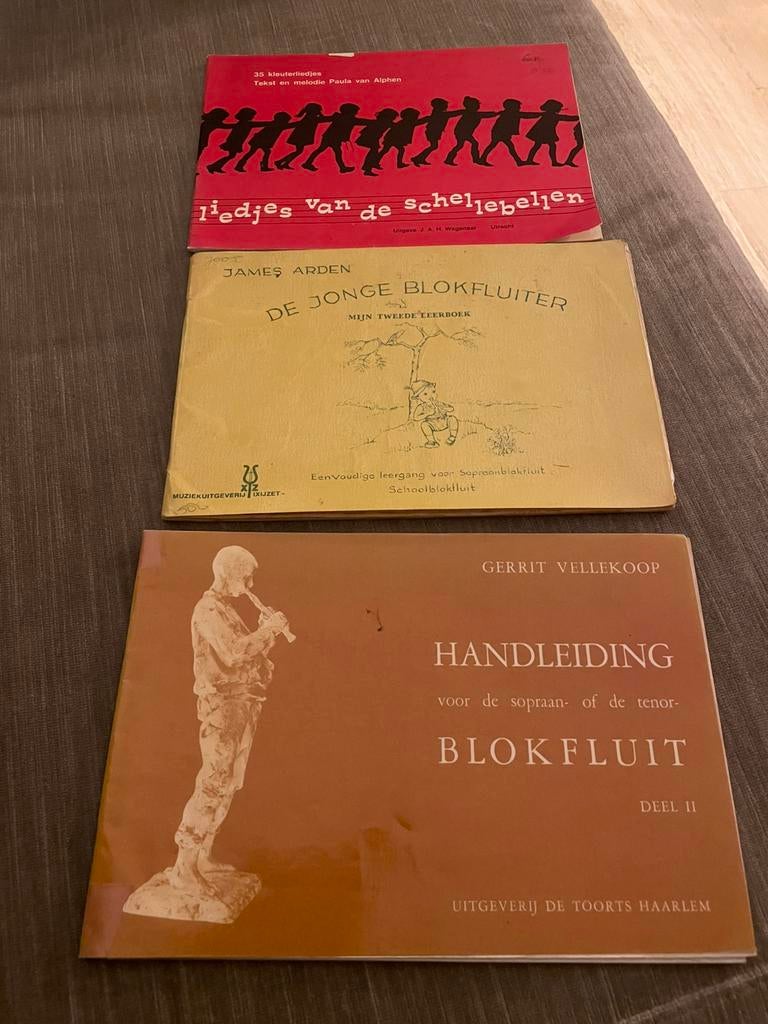 35 kleuterliedjes
Tekst en melodie Paula van Alphen
liedjes van de schellebellen
Uitgave J. A. H. Wagenaar Utrecht
JAMES ARDEN
DE JONGE BLOKFLUITER
MIJN TWEEDE LEERBOEK
Eenvoudige leergang voor Sopraanblokfluit
Schoolblokfluit
XYZ
MUZIEKUITGEVERIJ IXIJZET
GERRIT VELLEKOOP
HANDLEIDING
voor de sopraan- of de tenor-
BLOKFLUIT
DEEL II
UITGEVERIJ DE TOORTS HAARLEM